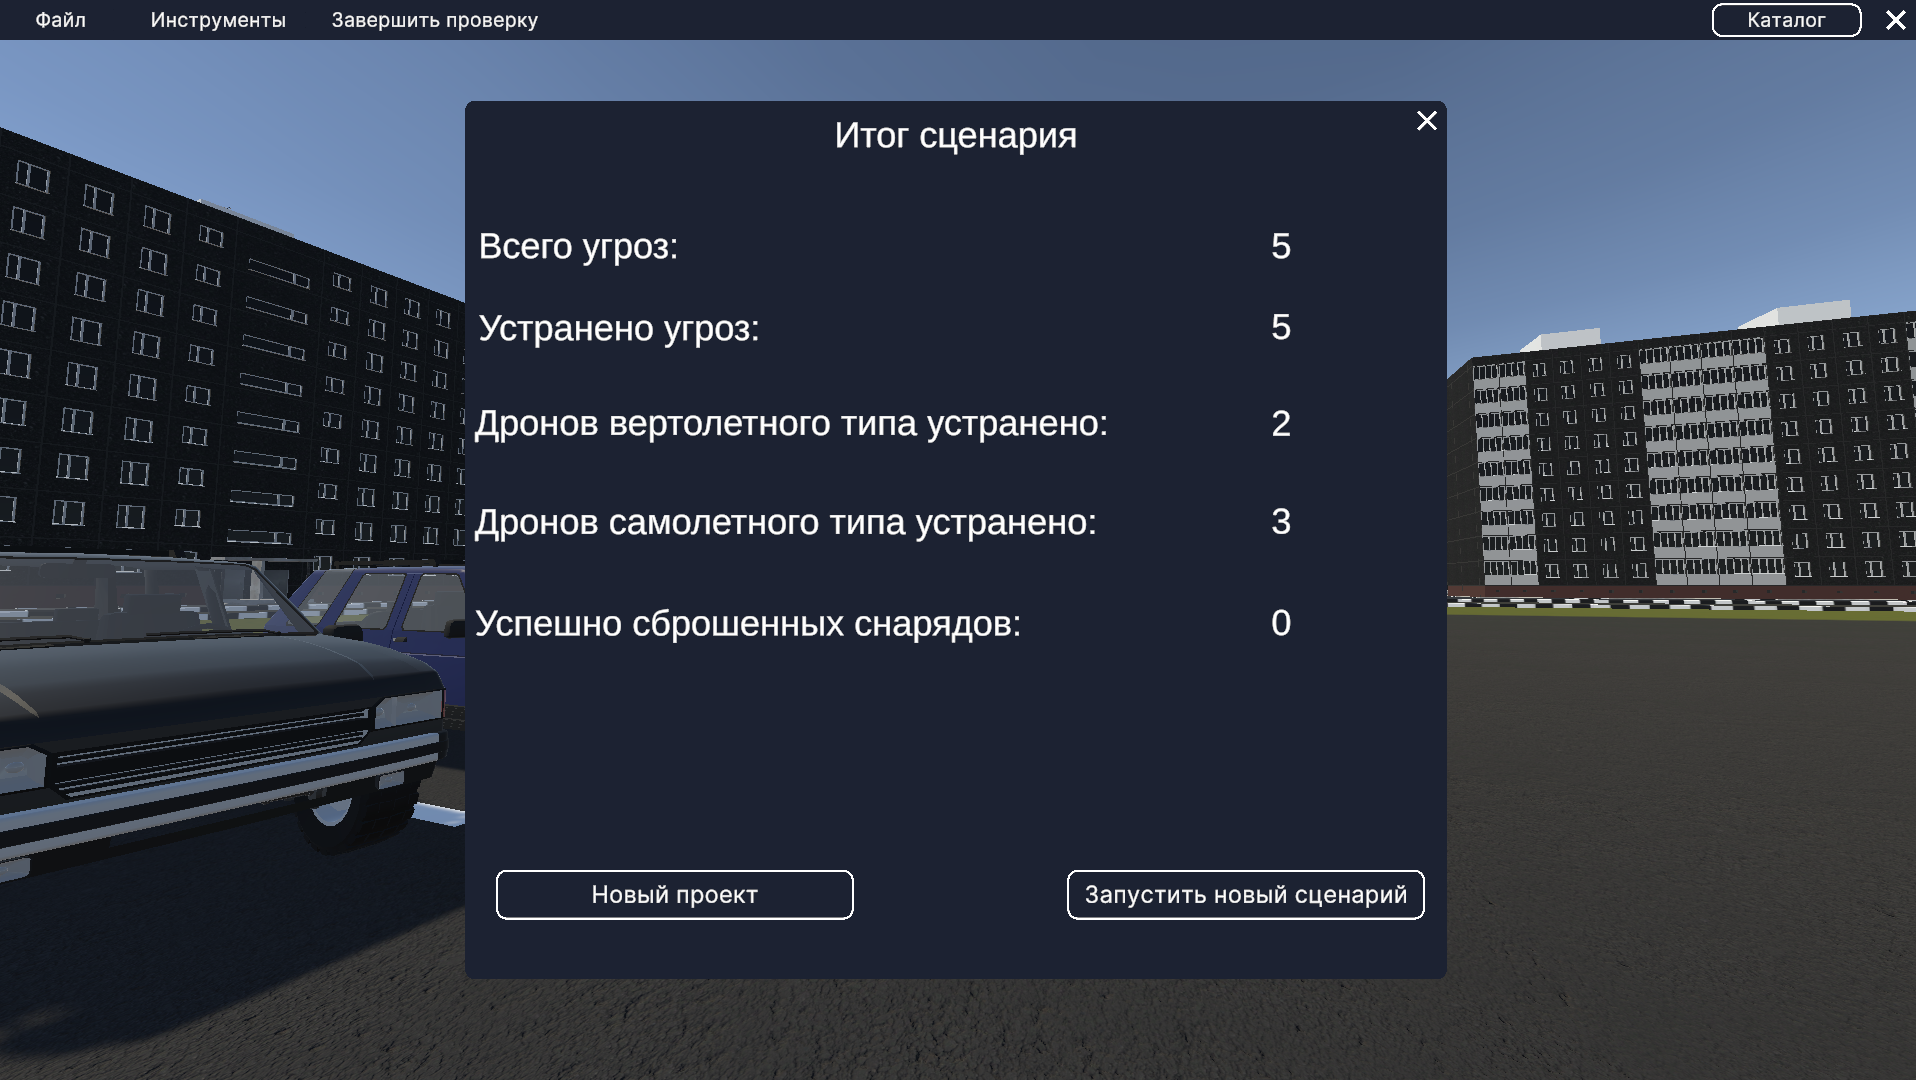 Файл Инструменты Завершить проверку Каталог
Итог сценария
Всего угроз: 5
Устранено угроз: 5
Дронов вертолетного типа устранено: 2
Дронов самолетного типа устранено: 3
Успешно сброшенных снарядов: 0
Новый проект Запустить новый сценарий